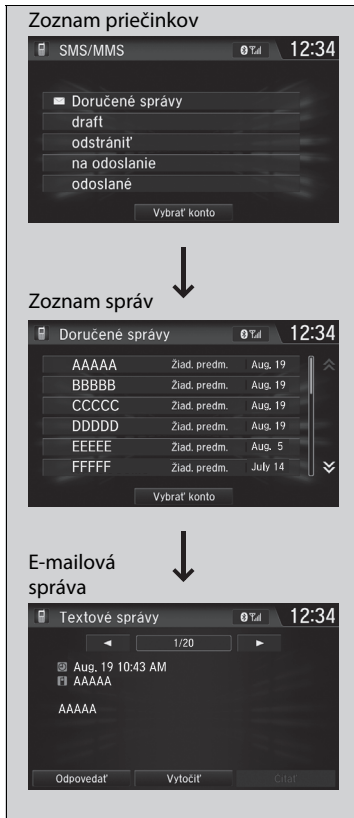 Zoznam priečinkov
SMS/MMS 12:34
Doručené správy
draft
odstrániť
na odoslanie
odoslané
Vybrať konto
Zoznam správ
Doručené správy 12:34
AAAAA Žiad. predm. Aug. 19
BBBBB Žiad. predm. Aug. 19
CCCCC Žiad. predm. Aug. 19
DDDDD Žiad. predm. Aug. 19
EEEEE Žiad. predm. Aug. 5
FFFFF Žiad. predm. July 14
Vybrať konto
E-mailová
správa
Textové správy 12:34
1/20
Aug. 19 10:43 AM
AAAAA
AAAAA
Odpovedať Vytočiť Čítať